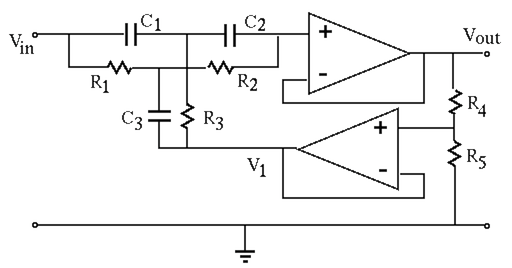 C1
C2
Vin
Vout
+
-
R1
R2
R4
C3
R3
+
-
V1
R5